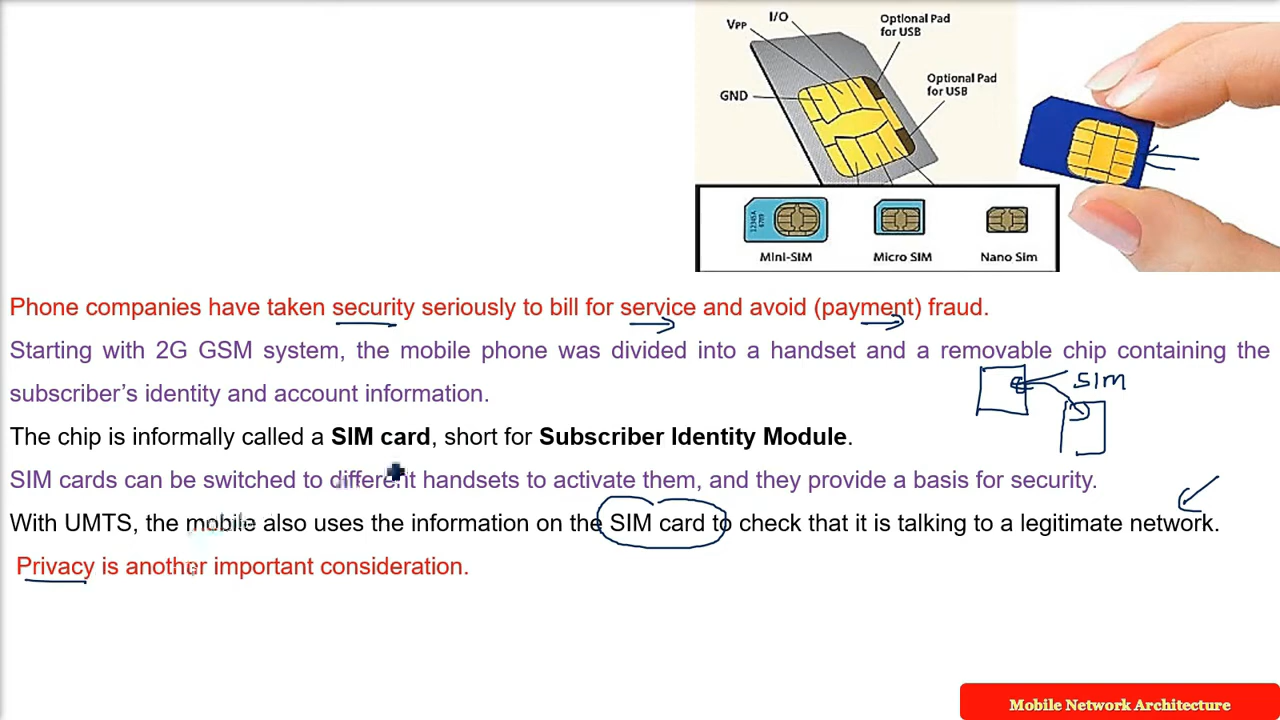 I/O
VPP
Optional Pad
for USB
Optional Pad
for USB
GND
Mini-SIM
Micro SIM
Nano Sim
Phone companies have taken security seriously to bill for service and avoid (payment) fraud.
Starting with 2G GSM system, the mobile phone was divided into a handset and a removable chip containing the
subscriber's identity and account information.
SIM
The chip is informally called a SIM card, short for Subscriber Identity Module.
SIM cards can be switched to different handsets to activate them, and they provide a basis for security.
With UMTS, the mobile also uses the information on the SIM card to check that it is talking to a legitimate network.
Privacy is another important consideration.
Mobile Network Architecture